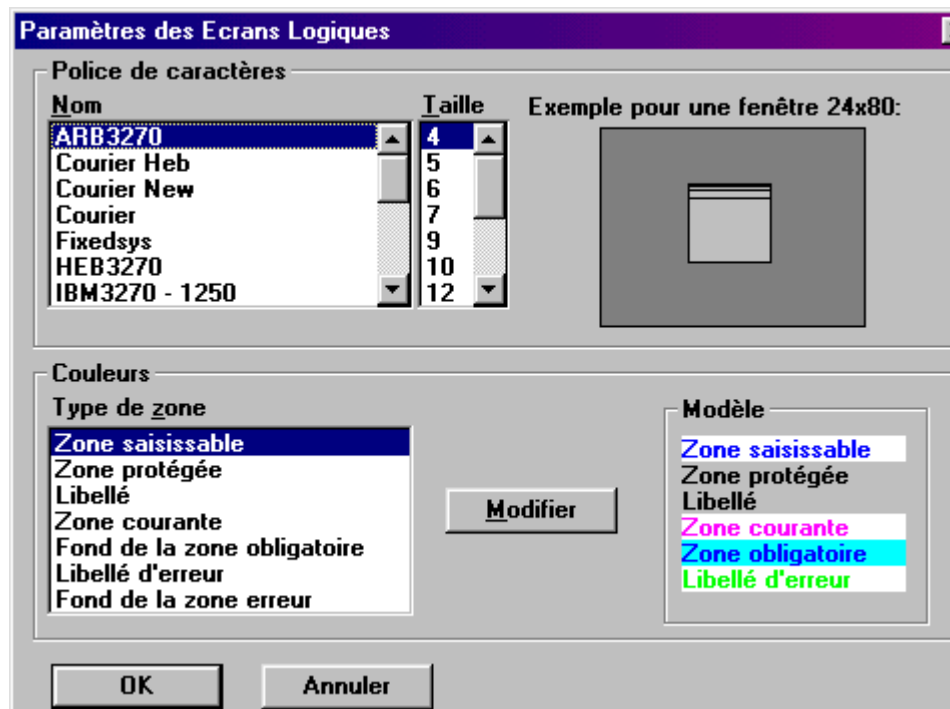 Paramètres des Ecrans Logiques
Police de caractères
Nom
Taille
Exemple pour une fenêtre 24x80:
ARB3270
Courier Heb
Courier New
Courier
Fixedsys
HEB3270
IBM3270 - 1250
4
5
6
7
9
10
12
Couleurs
Type de zone
Zone saisissable
Zone protégée
Libellé
Zone courante
Fond de la zone obligatoire
Libellé d'erreur
Fond de la zone erreur
Modifier
Modèle
Zone saisissable
Zone protégée
Libellé
Zone courante
Zone obligatoire
Libellé d'erreur
OK
Annuler